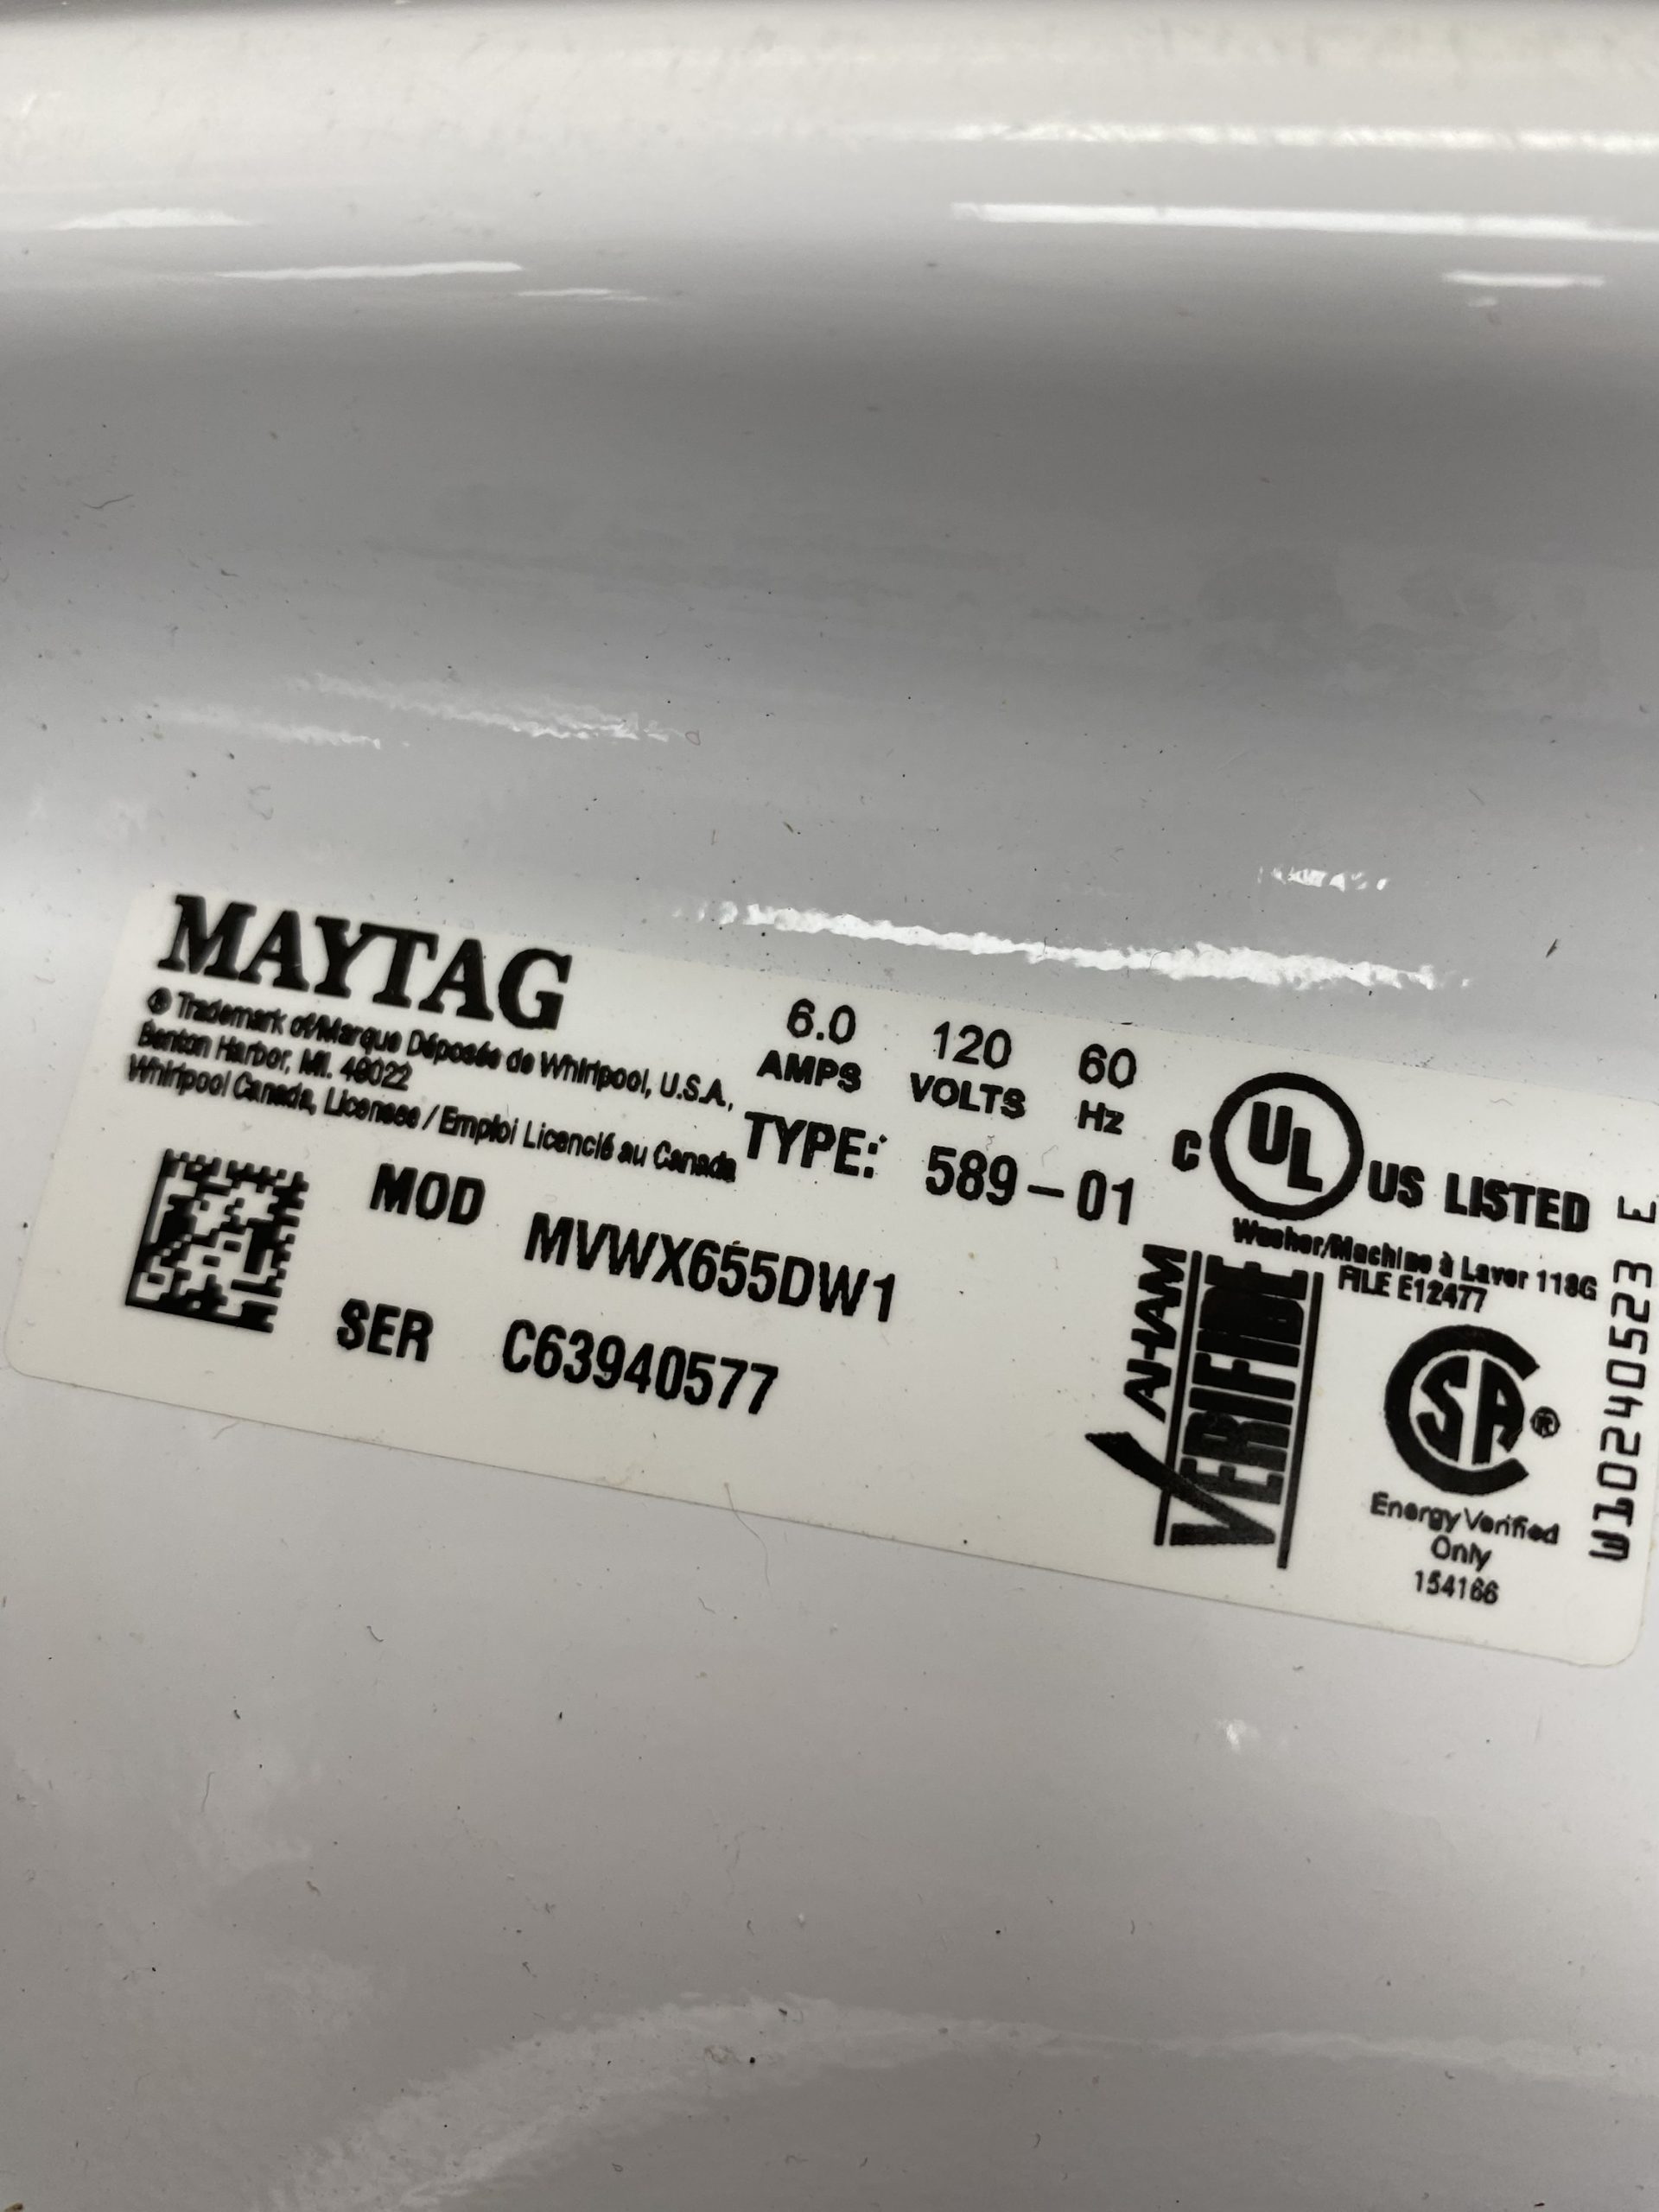 MAYTAG
® Trademark of/Marque Déposée de Whirlpool, U.S.A.,
Benton Harbor, MI. 49022
Whirlpool Canada, Licensee / Emploi Licencié au Canada
6.0 120 60
AMPS VOLTS Hz
TYPE: 589-01
MOD MVWX655DW1
SER C63940577
C UL US LISTED
Washer/Machine à Laver 118G
FILE E12477
AHAM
VERIFIDE
SA®
Energy Verified
Only
154166
W10240523 E